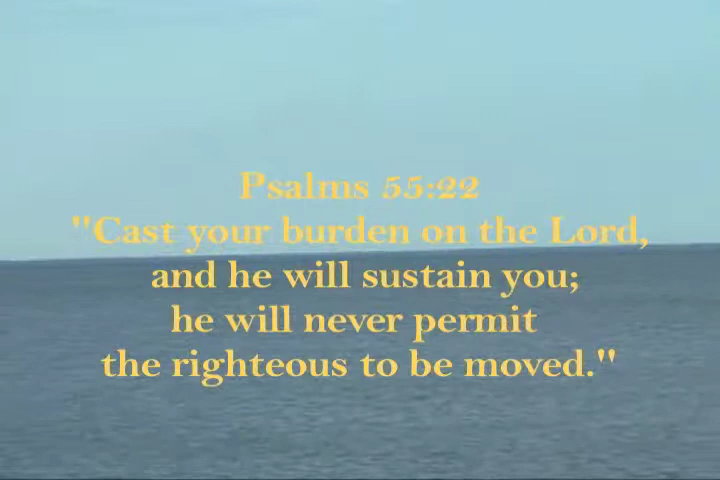 Psalms 55:22
"Cast your burden on the Lord,
and he will sustain you;
he will never permit
the righteous to be moved."